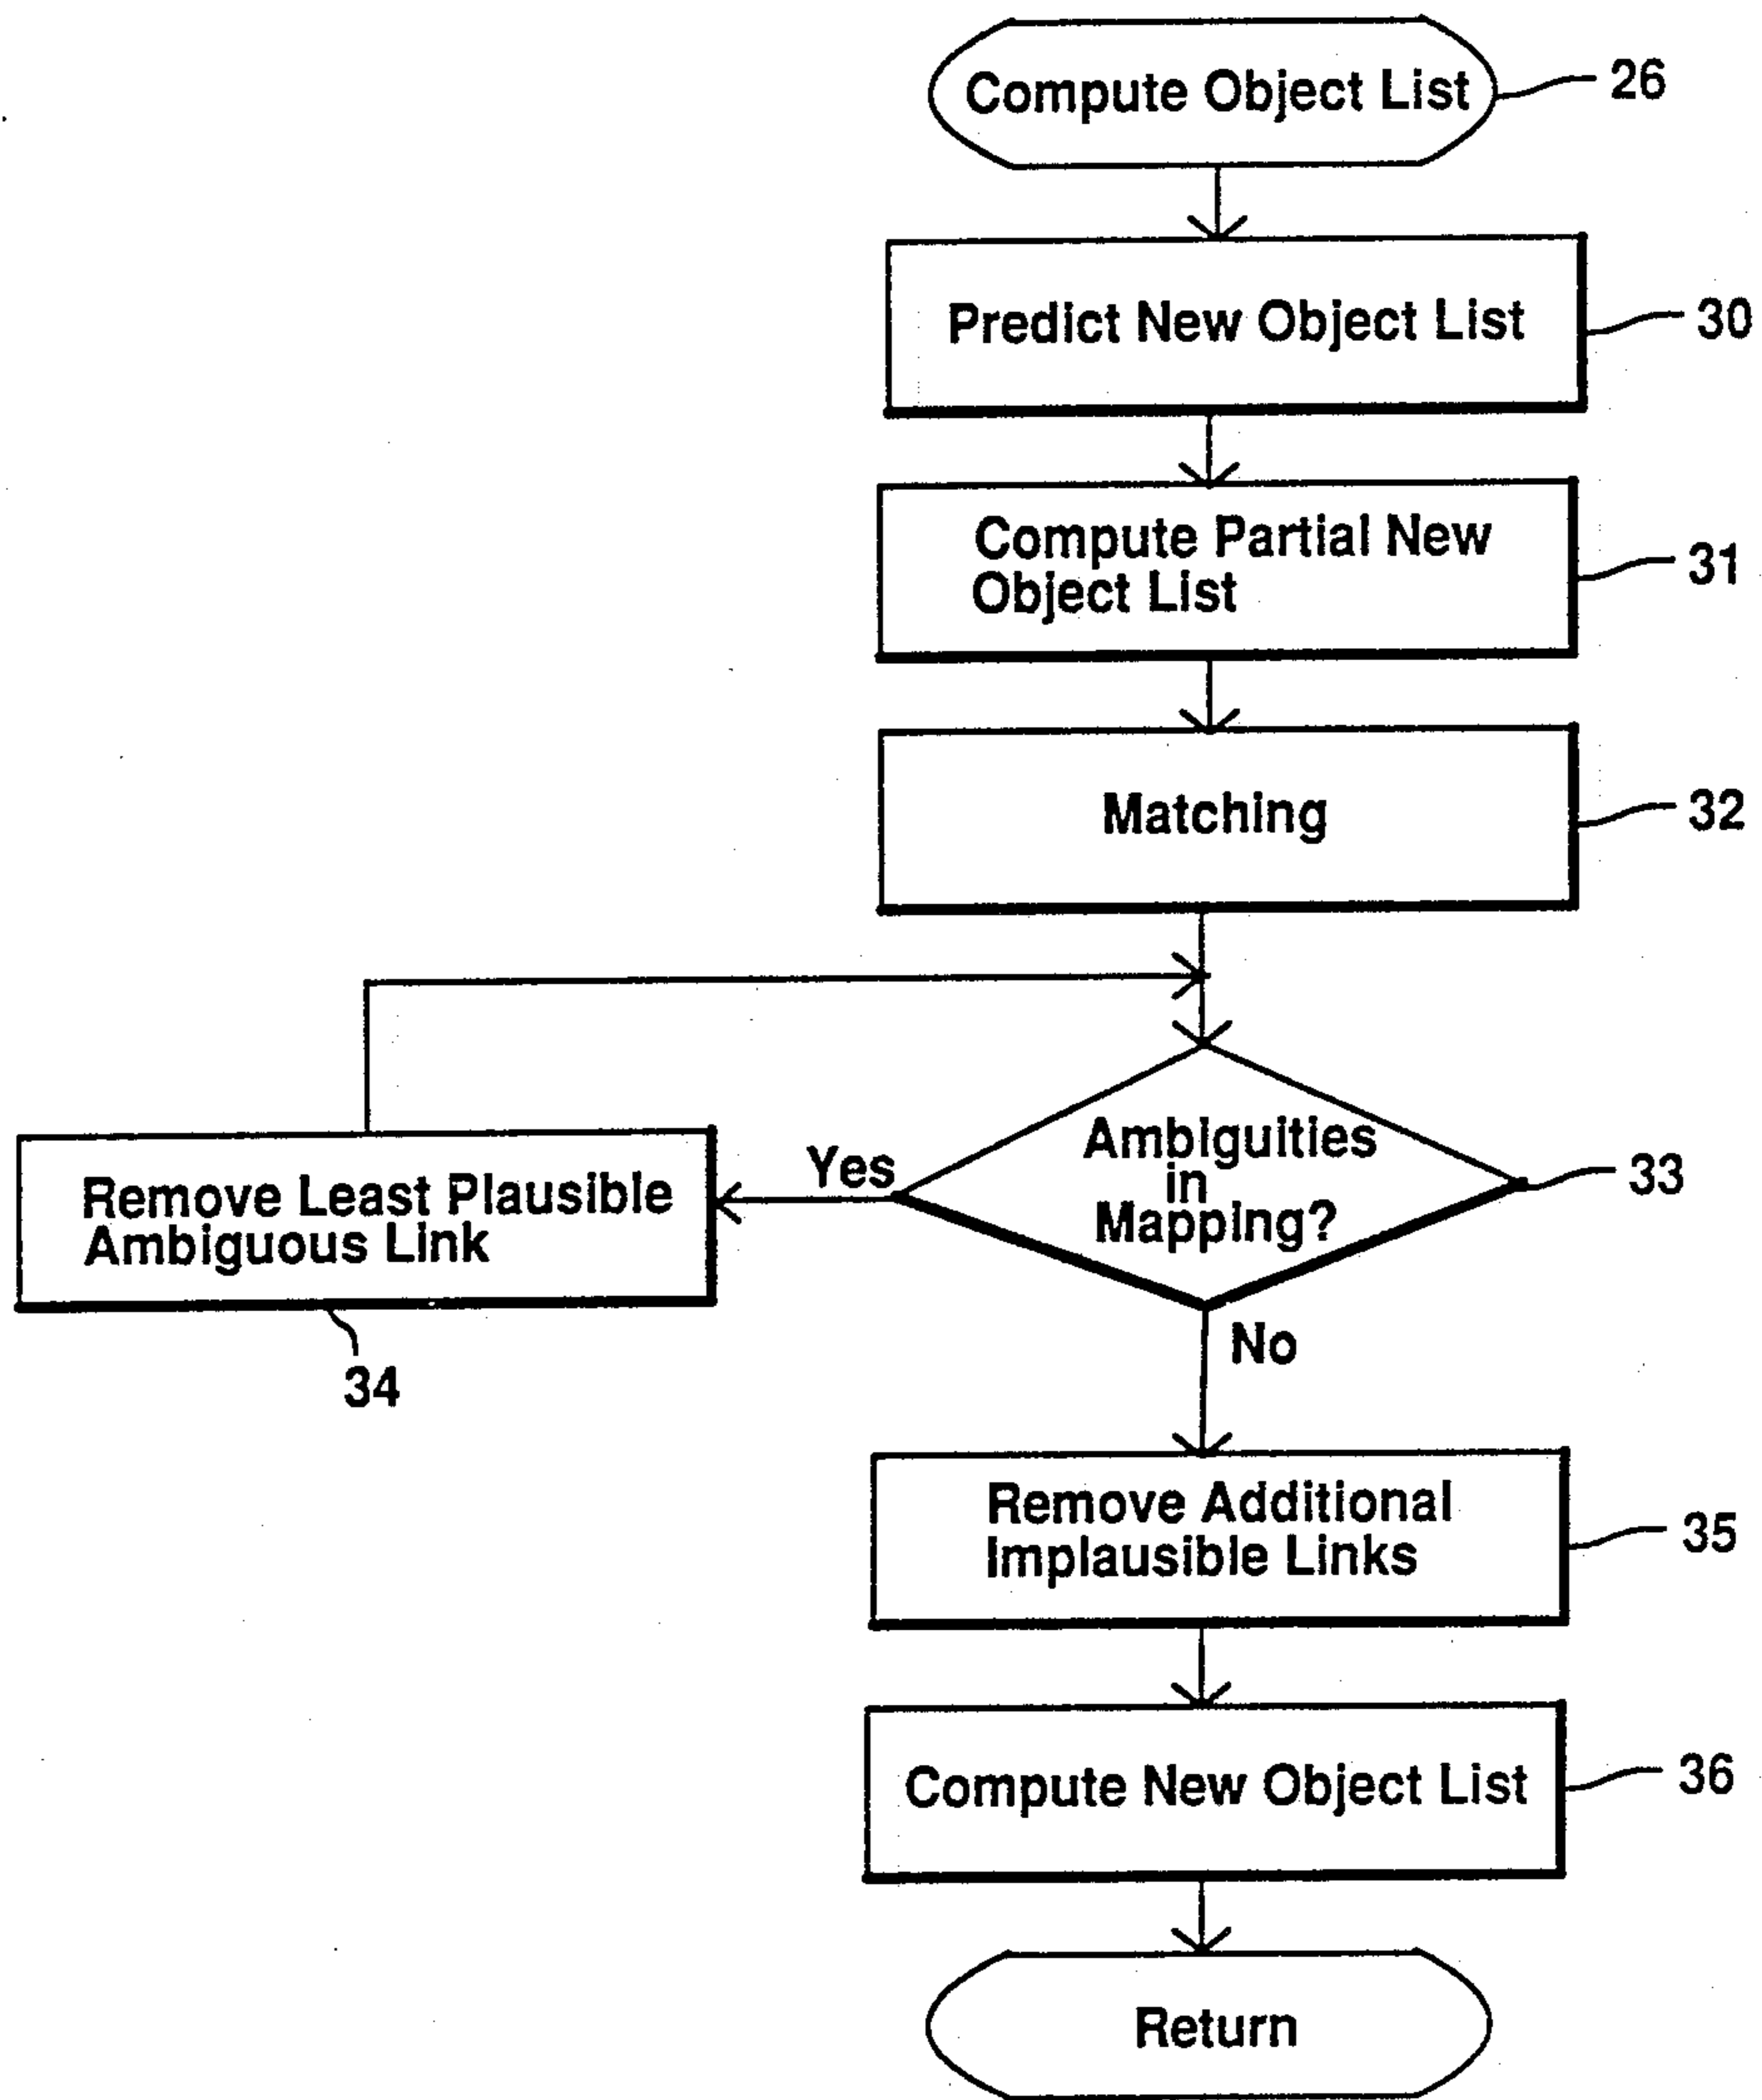 Compute Object List
26
Predict New Object List
30
Compute Partial New
Object List
31
Matching
32
Ambiguities
in
Mapping?
33
Yes
Remove Least Plausible
Ambiguous Link
34
No
Remove Additional
Implausible Links
35
Compute New Object List
36
Return